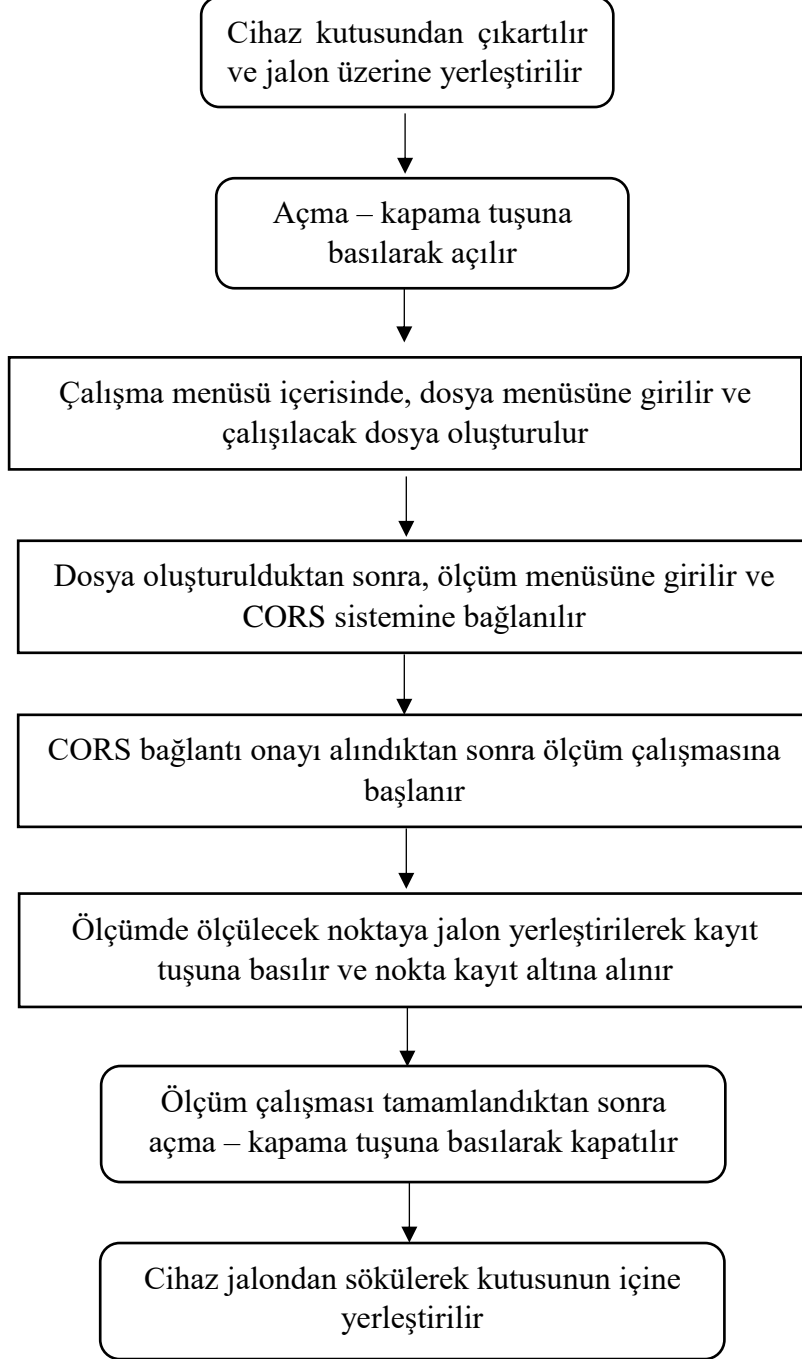 Cihaz kutusundan çıkartılır
ve jalon üzerine yerleştirilir
Açma – kapama tuşuna
basılarak açılır
Çalışma menüsü içerisinde, dosya menüsüne girilir ve
çalışılacak dosya oluşturulur
Dosya oluşturulduktan sonra, ölçüm menüsüne girilir ve
CORS sistemine bağlanılır
CORS bağlantı onayı alındıktan sonra ölçüm çalışmasına
başlanır
Ölçümde ölçülecek noktaya jalon yerleştirilerek kayıt
tuşuna basılır ve nokta kayıt altına alınır
Ölçüm çalışması tamamlandıktan sonra
açma – kapama tuşuna basılarak kapatılır
Cihaz jalondan sökülerek kutusunun içine
yerleştirilir